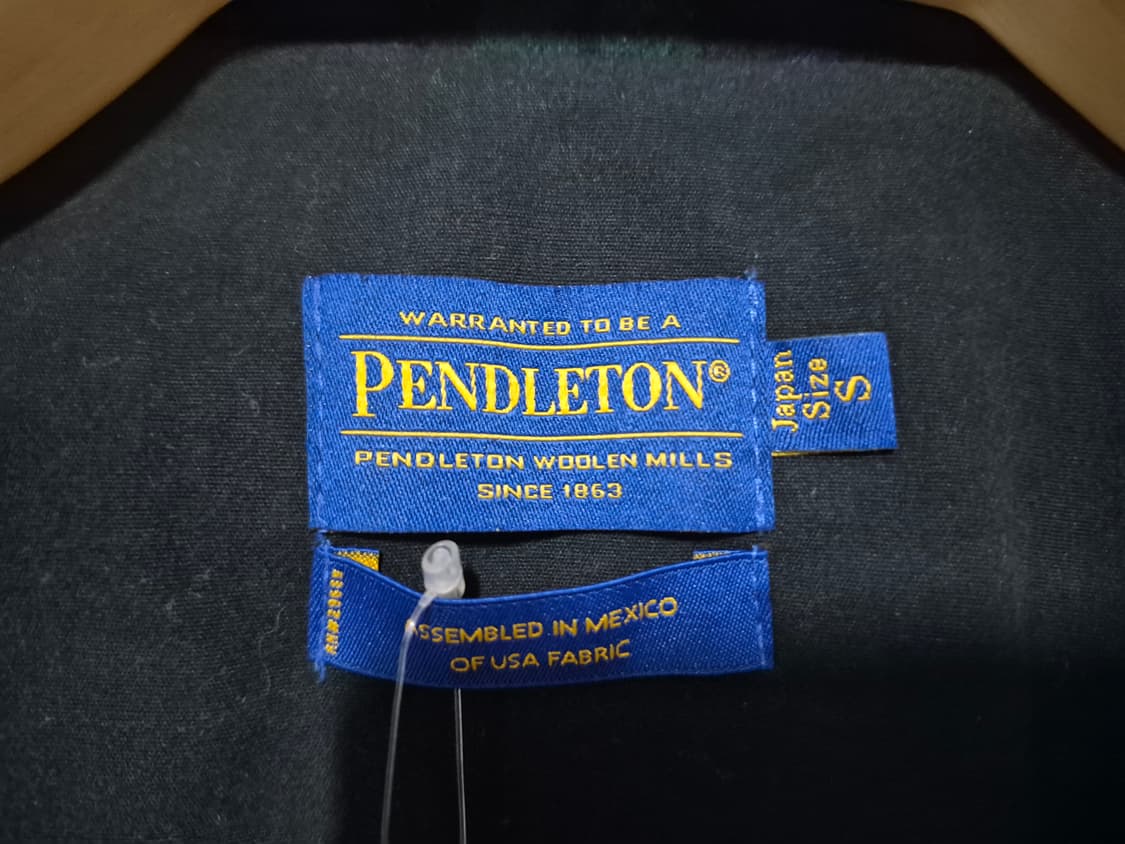 WARRANTED TO BE A
PENDLETON®
PENDLETON WOOLEN MILLS
SINCE 1863
Japan
Size
S
ASSEMBLED IN MEXICO
OF USA FABRIC